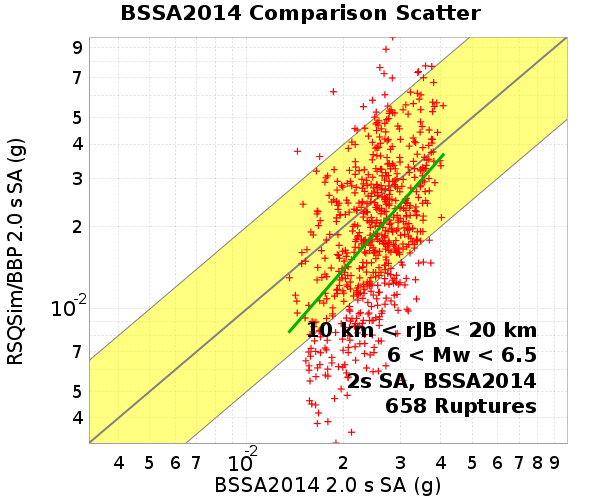 BSSA2014 Comparison Scatter
RSQSim/BBP 2.0 s SA (g)
9
7
5
4
3
2
10-2
7
5
4
10 km < rJB < 20 km
6 < Mw < 6.5
2s SA, BSSA2014
658 Ruptures
4 5 6 7 10-2 2 3 4 5 6 7 8 9
BSSA2014 2.0 s SA (g)